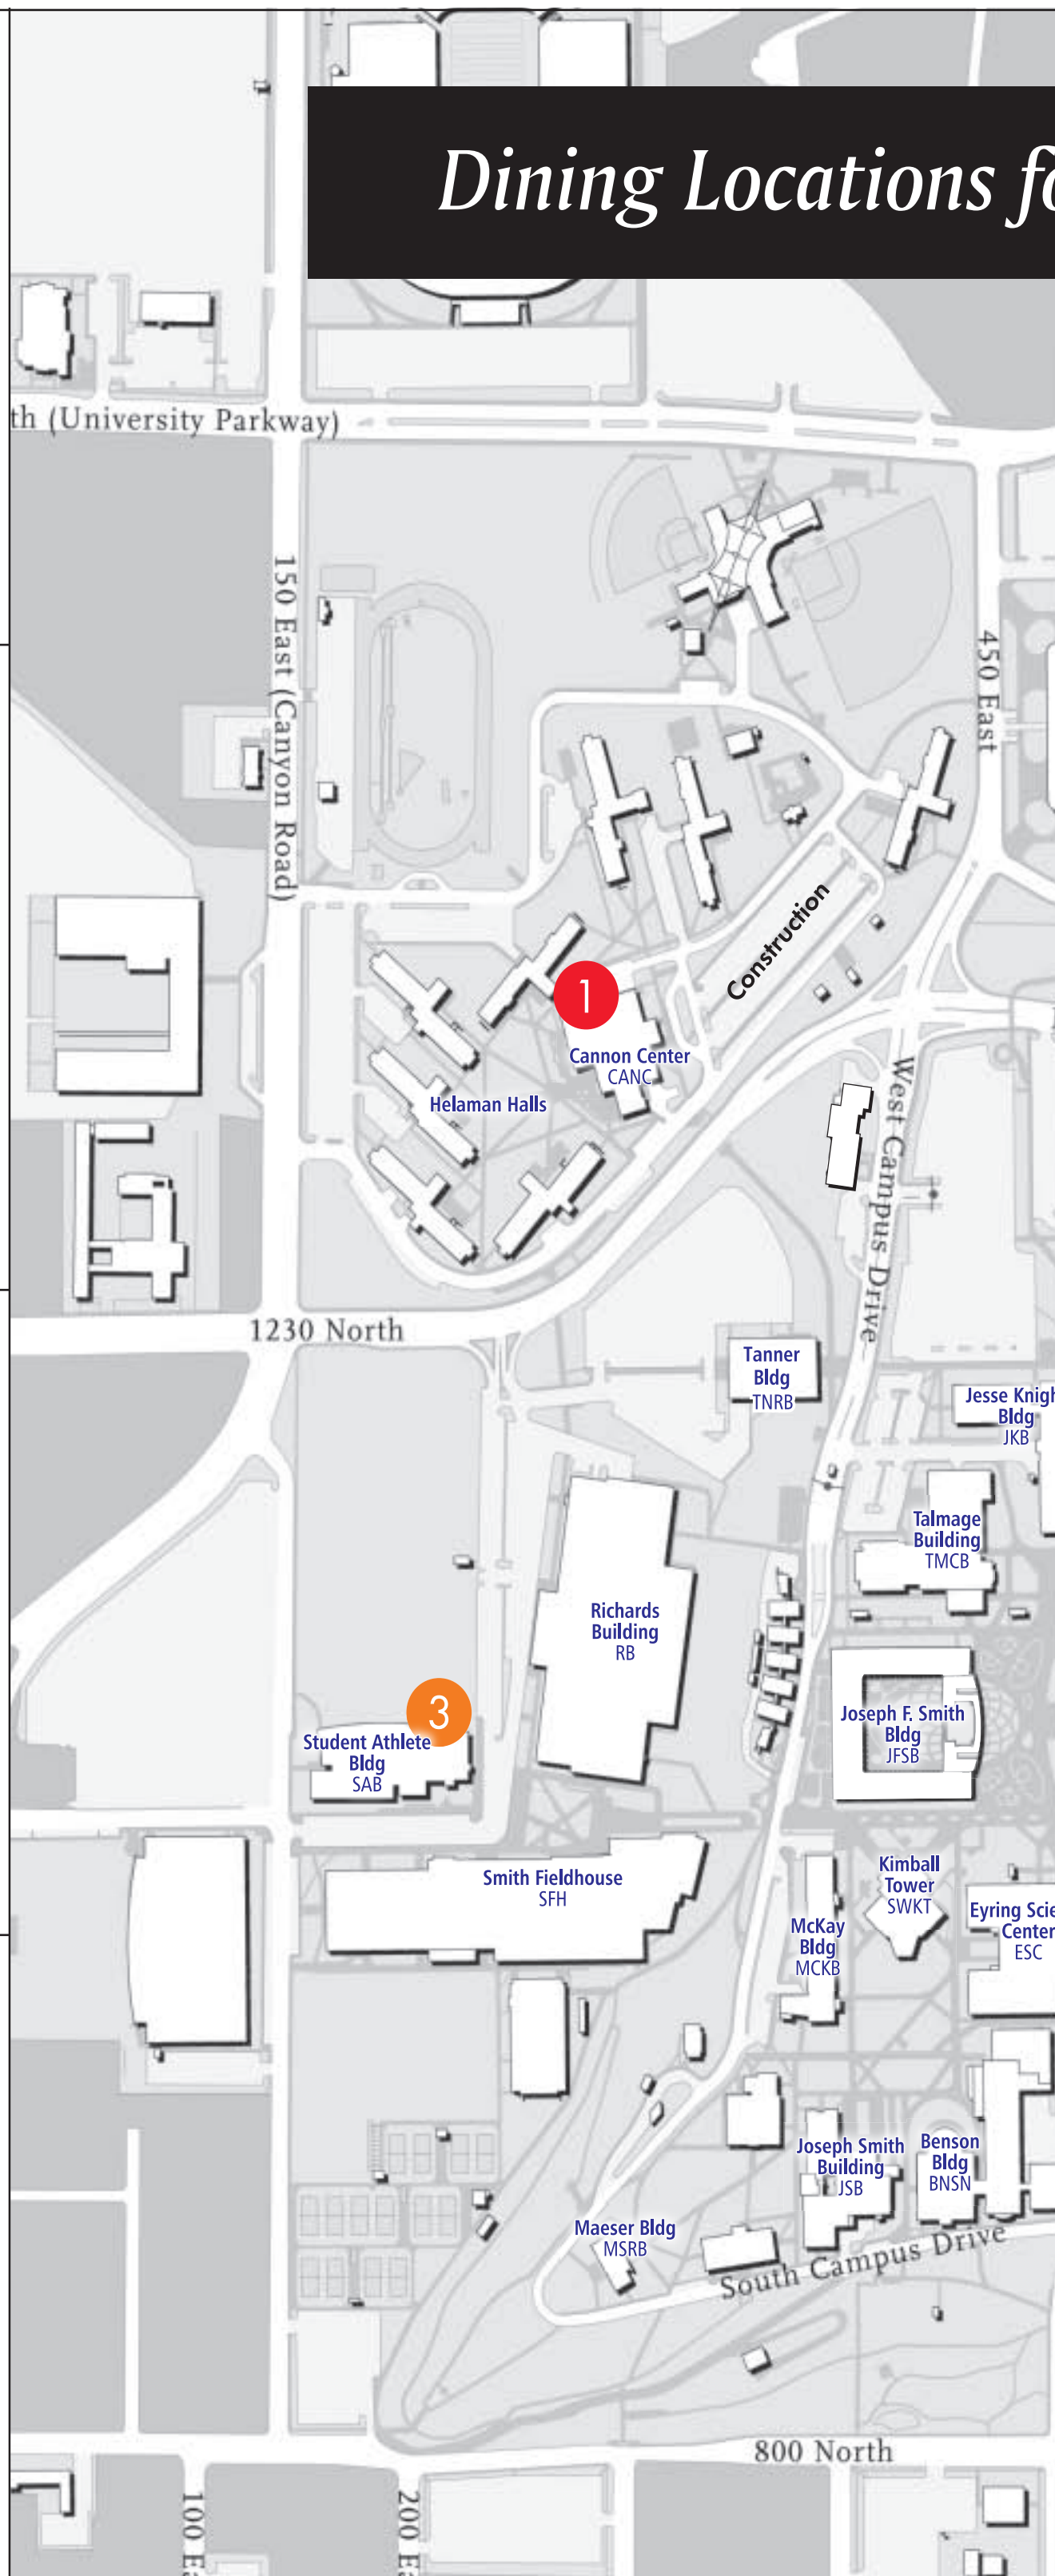 Dining Locations fo
th (University Parkway)
150 East (Canyon Road)
450 East
Construction
1
Cannon Center
CANC
Helaman Halls
West Campus Drive
1230 North
Tanner
Bldg
TNRB
Jesse Knigh
Bldg
JKB
Talmage
Building
TMCB
Richards
Building
RB
3
Student Athlete
Bldg
SAB
Joseph F. Smith
Bldg
JFSB
Smith Fieldhouse
SFH
Kimball
Tower
SWKT
McKay
Bldg
MCKB
Eyring Scie
Center
ESC
Joseph Smith
Building
JSB
Benson
Bldg
BNSN
Maeser Bldg
MSRB
South Campus Drive
800 North
100 Ea
200 Ea